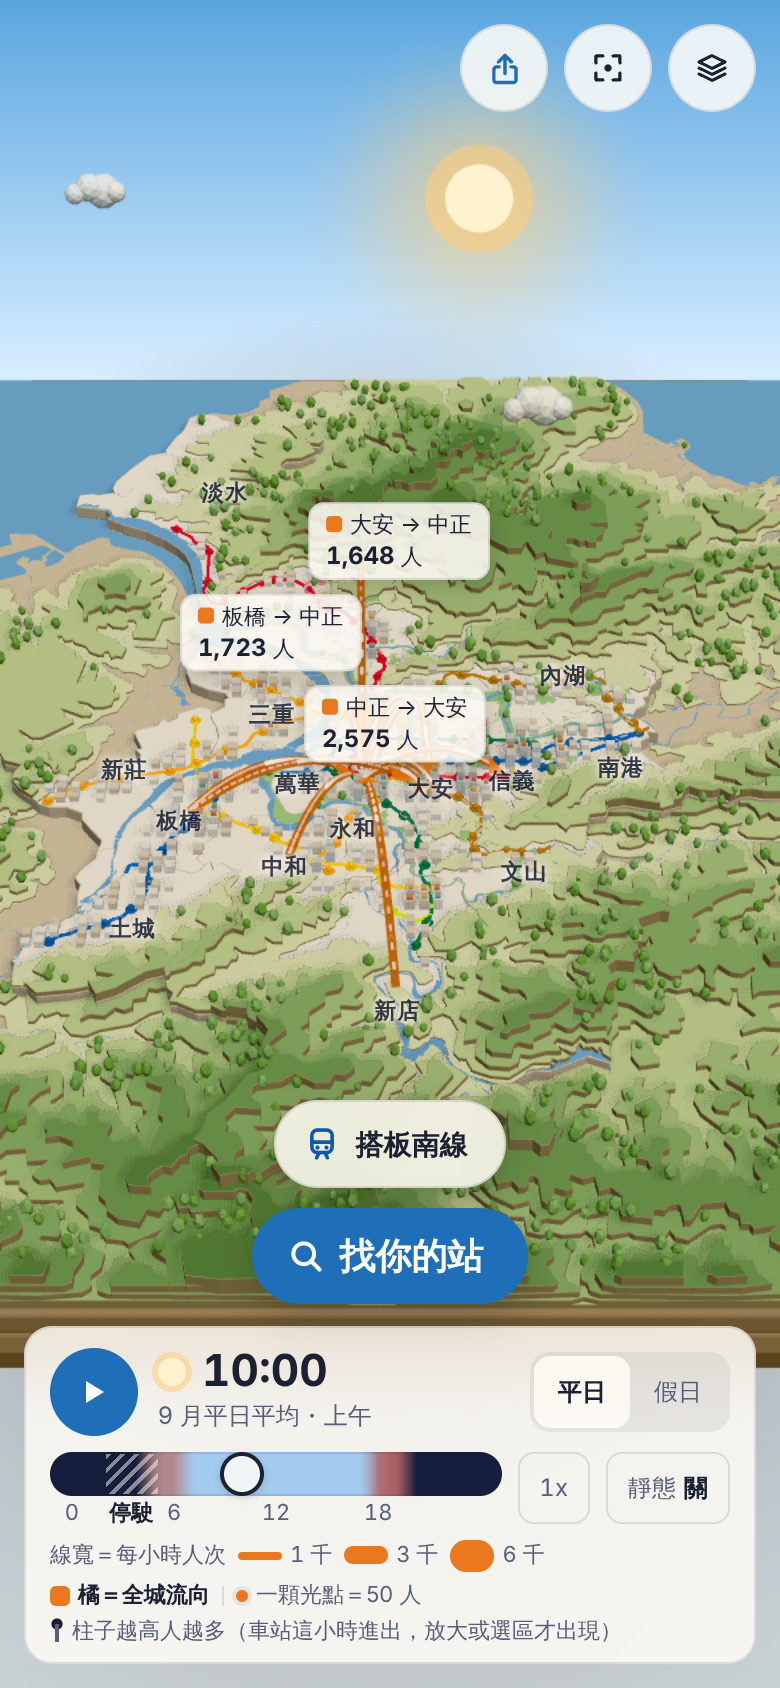 淡水
大安 → 中正
1,648 人
板橋 → 中正
1,723 人
內湖
中正 → 大安
2,575 人
三重
新莊
萬華
大安
信義
南港
板橋
永和
中和
文山
土城
新店
搭板南線
找你的站
10:00
平日 假日
9 月平日平均・上午
0 停駛 6 12 18
1x
靜態 關
線寬＝每小時人次 1 千 3 千 6 千
橘＝全城流向 一顆光點＝50 人
柱子越高人越多（車站這小時進出，放大或選區才出現）